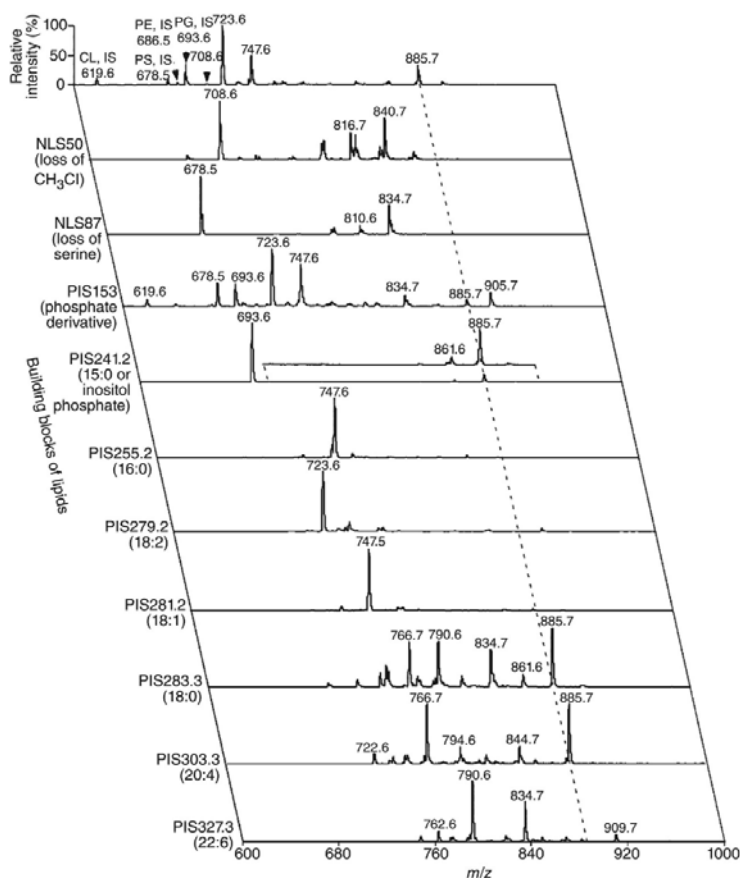 Relative
intensity (%)
100
50
0
CL, IS
619.6
PE, IS
686.5
PS, IS
678.5
PG, IS
693.6
708.6
723.6
747.6
885.7
NLS50
(loss of
CH3Cl)
708.6
816.7
840.7
NLS87
(loss of
serine)
678.5
810.6
834.7
PIS153
(phosphate
derivative)
619.6
678.5
693.6
723.6
747.6
834.7
885.7
905.7
PIS241.2
(15:0 or
inositol
phosphate)
693.6
861.6
885.7
Building blocks of lipids
PIS255.2
(16:0)
747.6
PIS279.2
(18:2)
723.6
PIS281.2
(18:1)
747.5
PIS283.3
(18:0)
766.7
790.6
834.7
861.6
885.7
PIS303.3
(20:4)
722.6
766.7
794.6
844.7
885.7
PIS327.3
(22:6)
762.6
790.6
834.7
909.7
600
680
760
840
920
1000
m/z